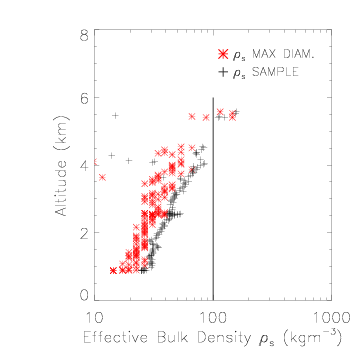 8
ρs MAX DIAM.
ρs SAMPLE
6
Altitude (km)
4
2
0
10 100 1000
Effective Bulk Density ρs (kgm−3)